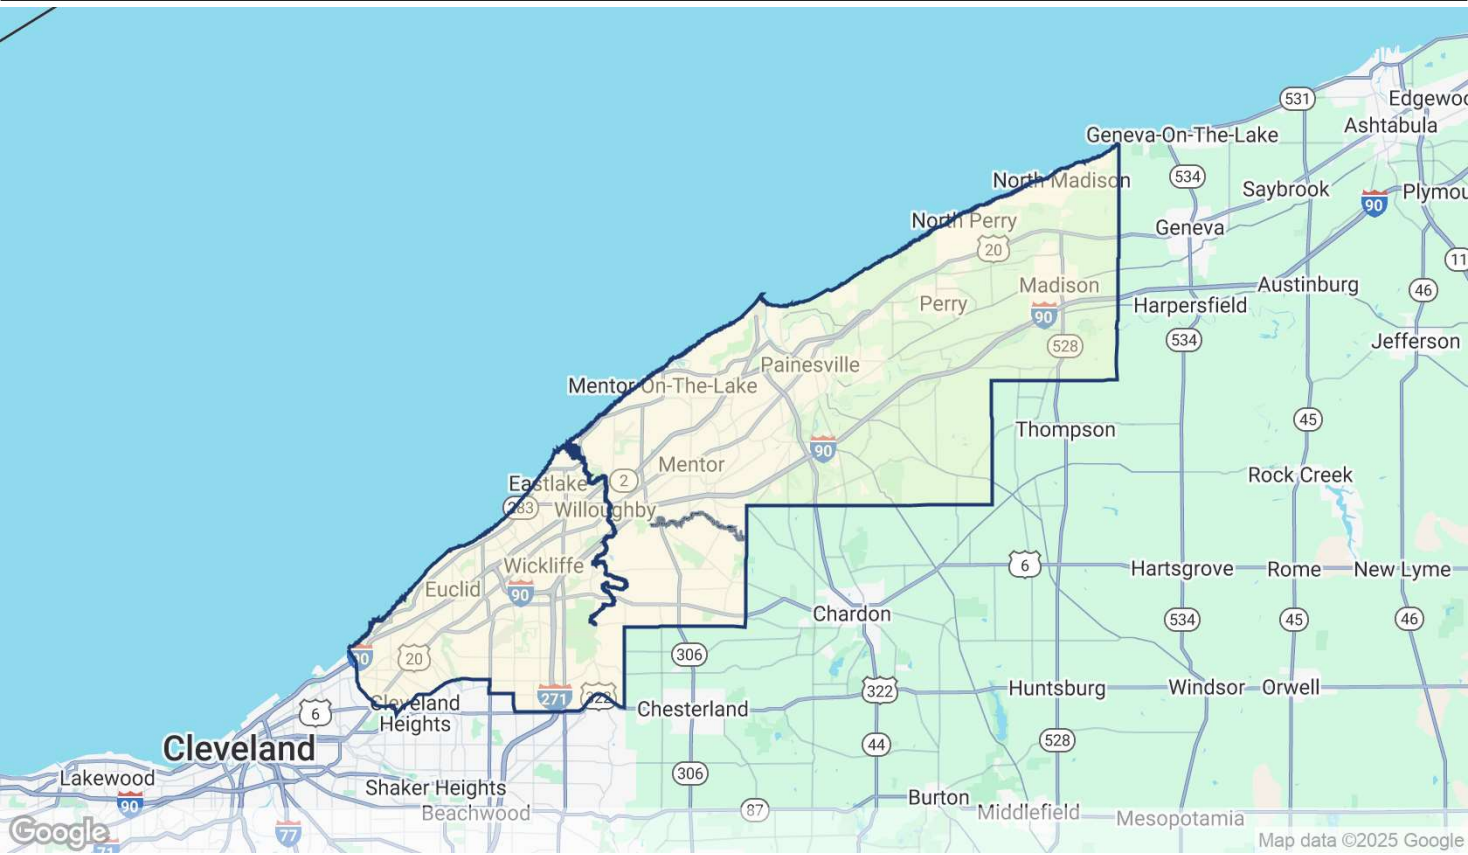 531
Edgewoo
Ashtabula
Geneva-On-The-Lake
North Madison
534
Saybrook
90
Plymou
North Perry
20
Geneva
11
Madison
Austinburg
46
Perry
90
Harpersfield
528
534
Jefferson
Painesville
Mentor-On-The-Lake
45
Thompson
90
Mentor
Rock Creek
Eastlake
2
283
Willoughby
Wickliffe
6
Hartsgrove
Rome
New Lyme
Euclid
90
Chardon
534
45
46
90
20
306
271
322
322
Huntsburg
Windsor
Orwell
Cleveland
Heights
6
Chesterland
Cleveland
44
528
306
Lakewood
90
Shaker Heights
Beachwood
Burton
87
Middlefield
Mesopotamia
77
71
Google
Map data ©2025 Google